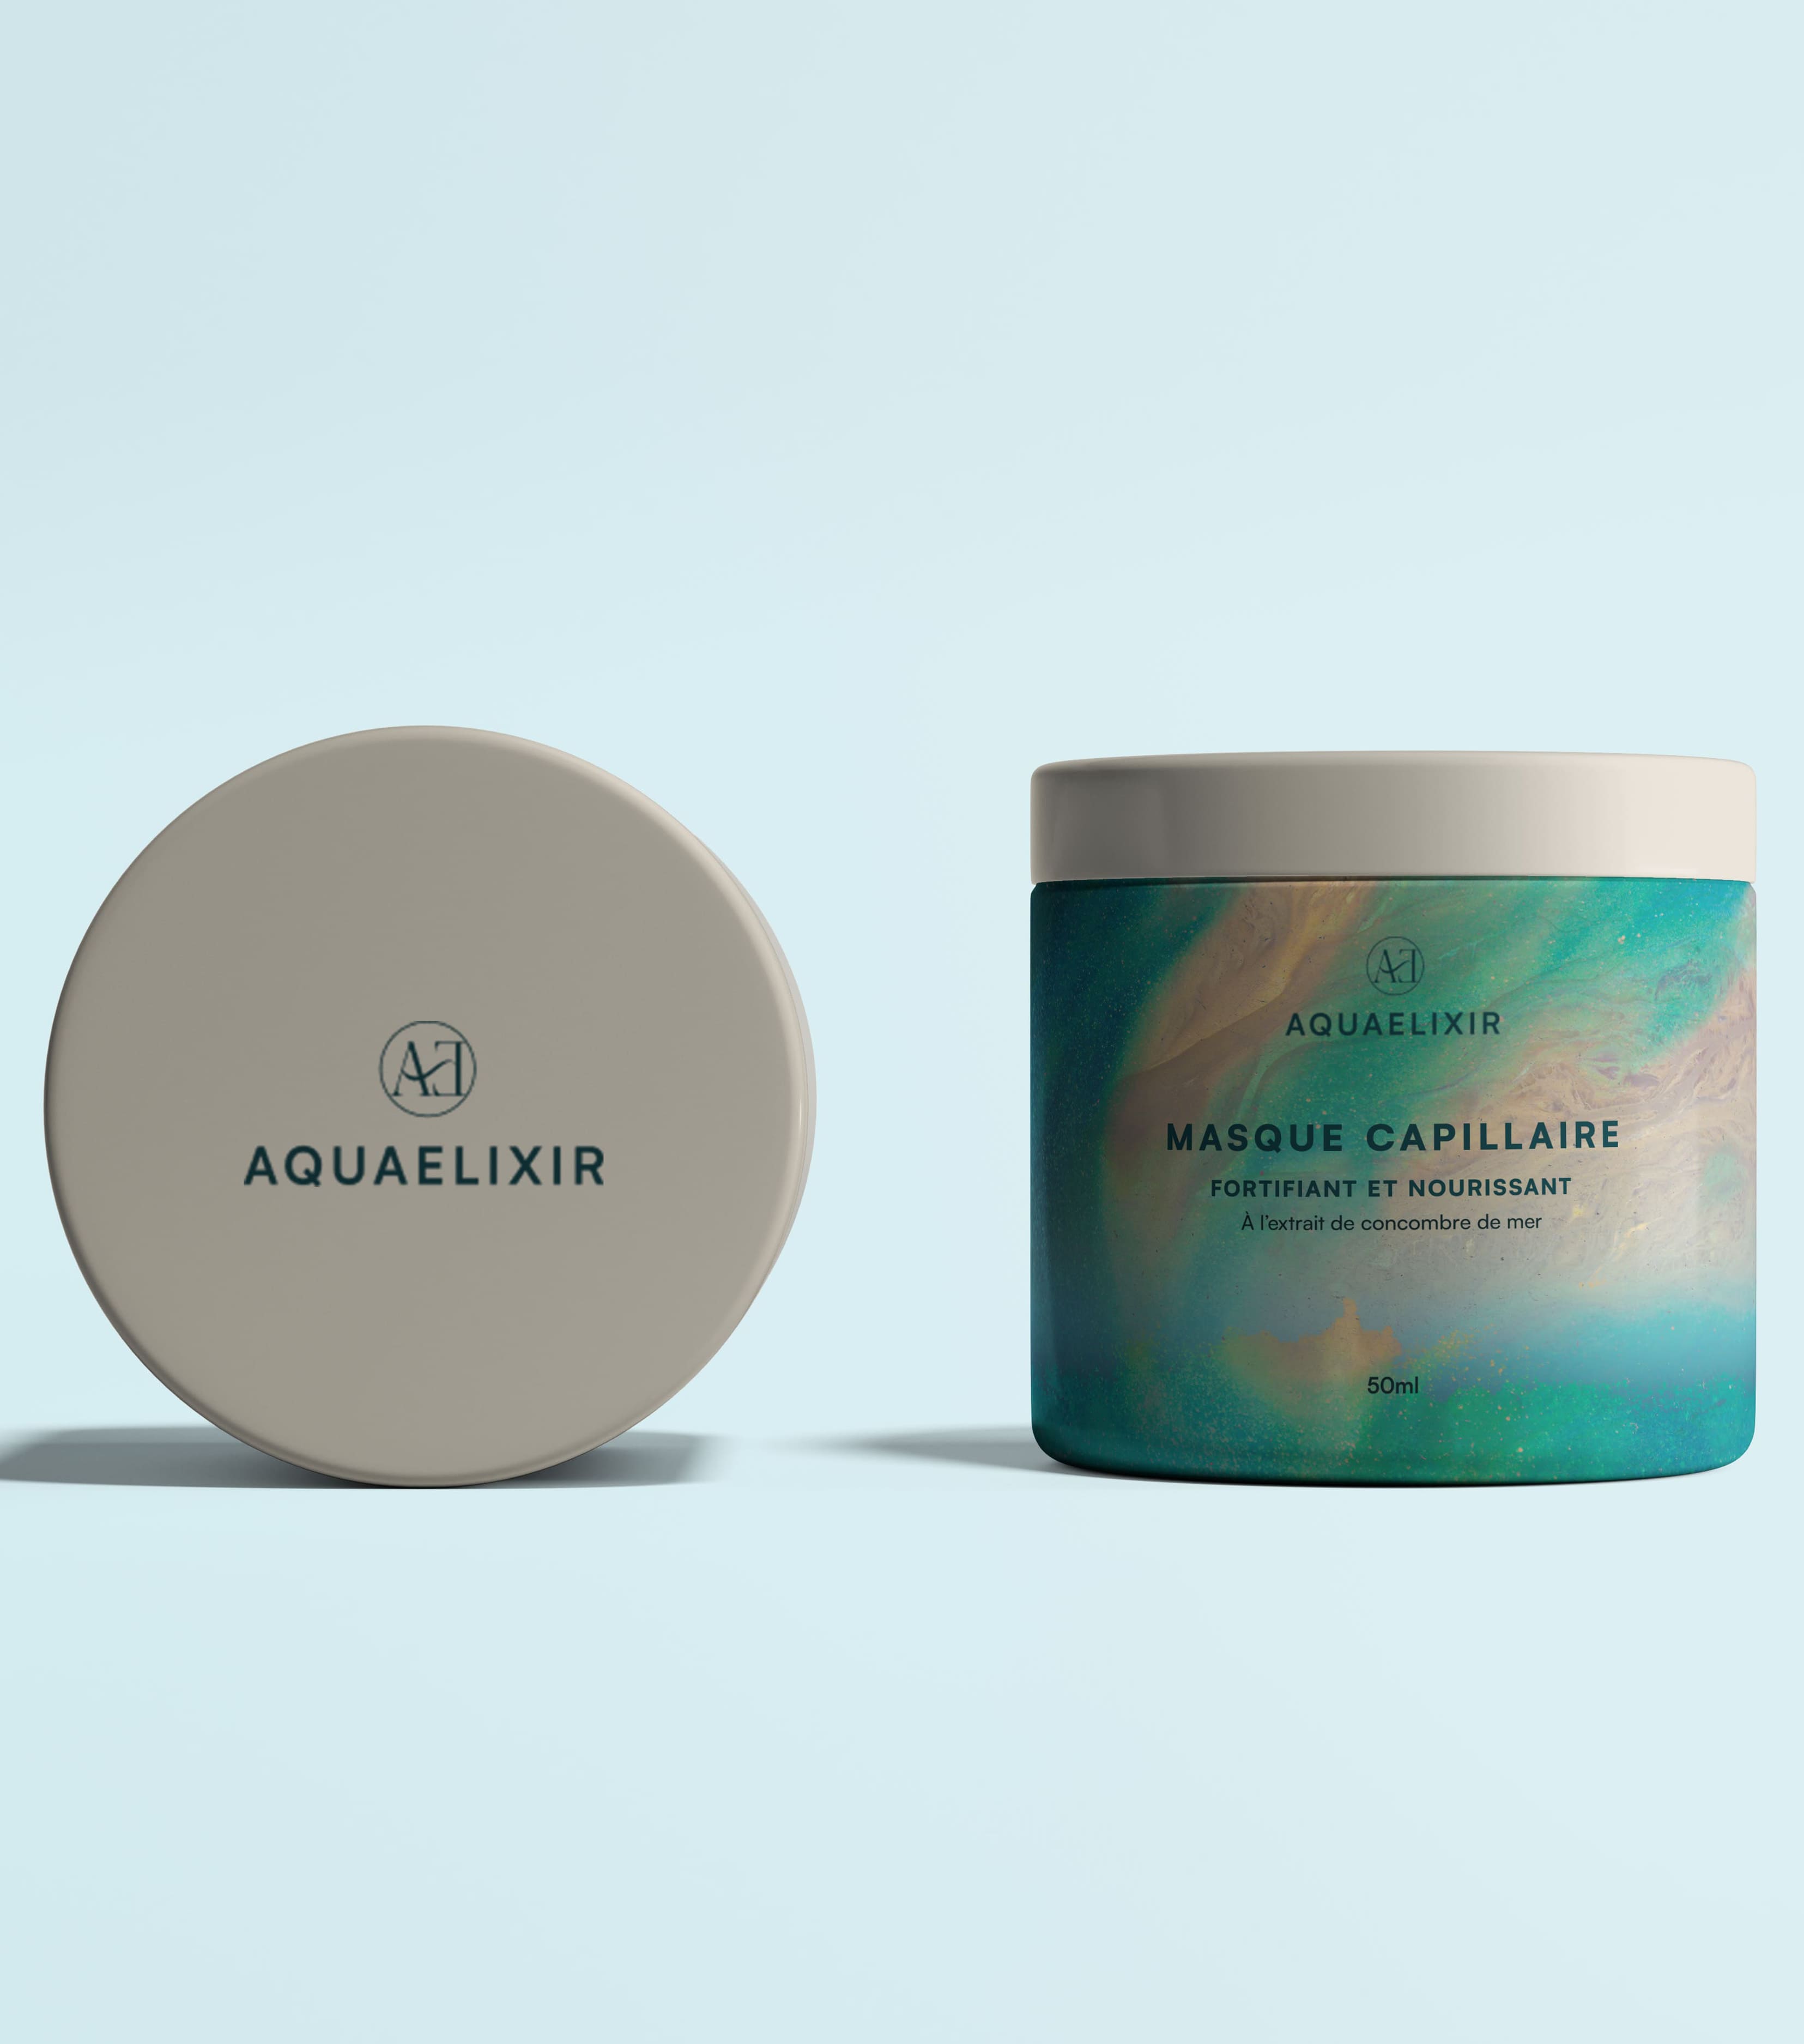 AE
AQUAELIXIR
AE
AQUAELIXIR
MASQUE CAPILLAIRE
FORTIFIANT ET NOURISSANT
À l'extrait de concombre de mer
50ml